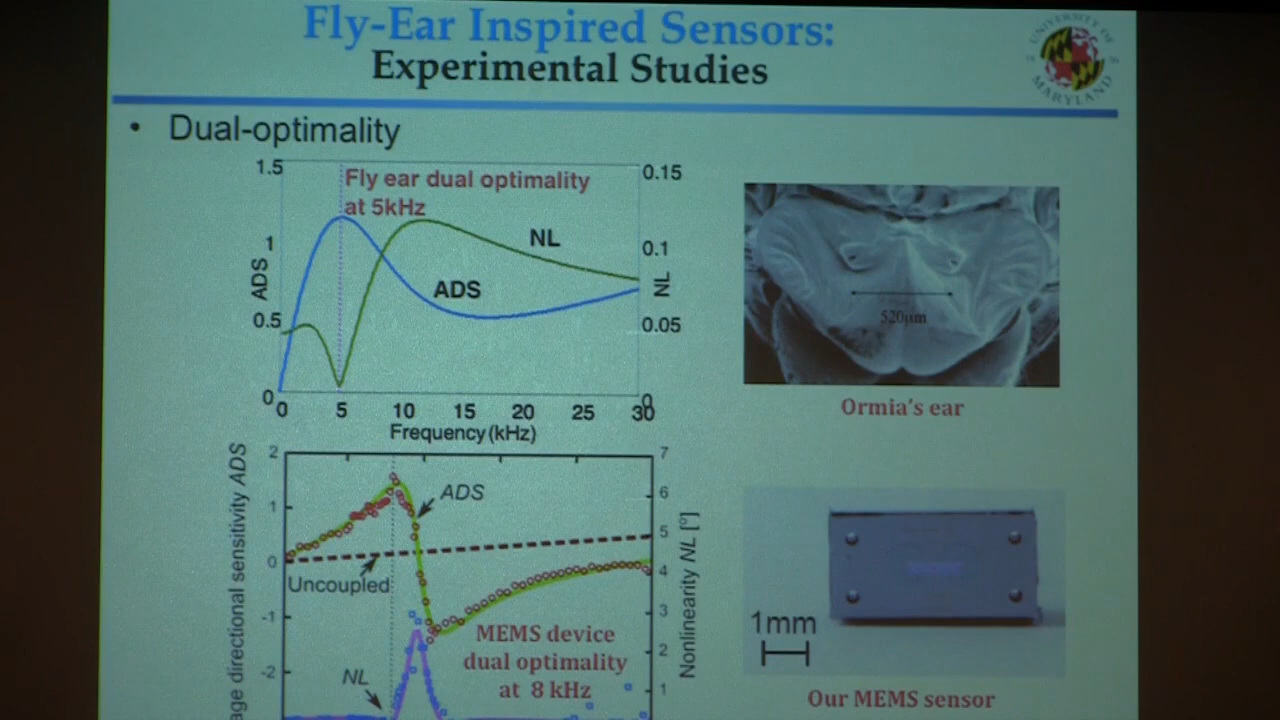 Fly-Ear Inspired Sensors:
Experimental Studies
UNIVERSITY OF
MARYLAND
• Dual-optimality
1.5
1
0.5
0
ADS
Fly ear dual optimality
at 5kHz
NL
ADS
0.15
0.1
0.05
0
NL
0 5 10 15 20 25 30
Frequency (kHz)
520µm
Ormia's ear
age directional sensitivity ADS
2
1
0
-1
-2
ADS
Uncoupled
NL
MEMS device
dual optimality
at 8 kHz
7
6
5
4
3
2
1
Nonlinearity NL [°]
1mm
Our MEMS sensor